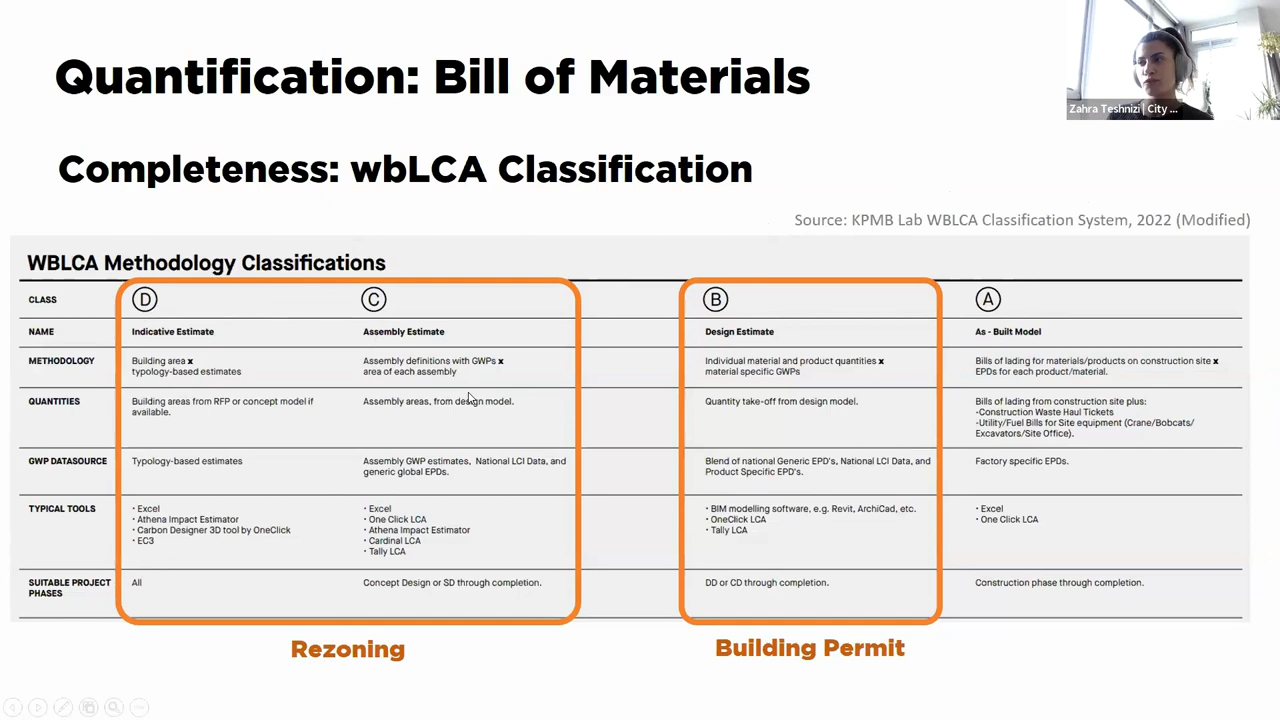 Quantification: Bill of Materials
Zahra Teshnizi | City ...
Completeness: wbLCA Classification
Source: KPMB Lab WBLCA Classification System, 2022 (Modified)
WBLCA Methodology Classifications
CLASS
D
C
B
A
NAME
Indicative Estimate
Assembly Estimate
Design Estimate
As - Built Model
METHODOLOGY
Building area x
typology-based estimates
Assembly definitions with GWPs x
area of each assembly
Individual material and product quantities x
material specific GWPs
Bills of lading for materials/products on construction site x
EPDs for each product/material.
QUANTITIES
Building areas from RFP or concept model if
available.
Assembly areas, from design model.
Quantity take-off from design model.
Bills of lading from construction site plus:
-Construction Waste Haul Tickets
-Utility/Fuel Bills for Site equipment (Crane/Bobcats/
Excavators/Site Office).
GWP DATASOURCE
Typology-based estimates
Assembly GWP estimates, National LCI Data, and
generic global EPDs.
Blend of national Generic EPD's, National LCI Data, and
Product Specific EPD's.
Factory specific EPDs.
TYPICAL TOOLS
· Excel
· Athena Impact Estimator
· Carbon Designer 3D tool by OneClick
· EC3
· Excel
· One Click LCA
· Athena Impact Estimator
· Cardinal LCA
· Tally LCA
· BIM modelling software, e.g. Revit, ArchiCad, etc.
· OneClick LCA
· Tally LCA
· Excel
· One Click LCA
SUITABLE PROJECT
PHASES
All
Concept Design or SD through completion.
DD or CD through completion.
Construction phase through completion.
Rezoning
Building Permit